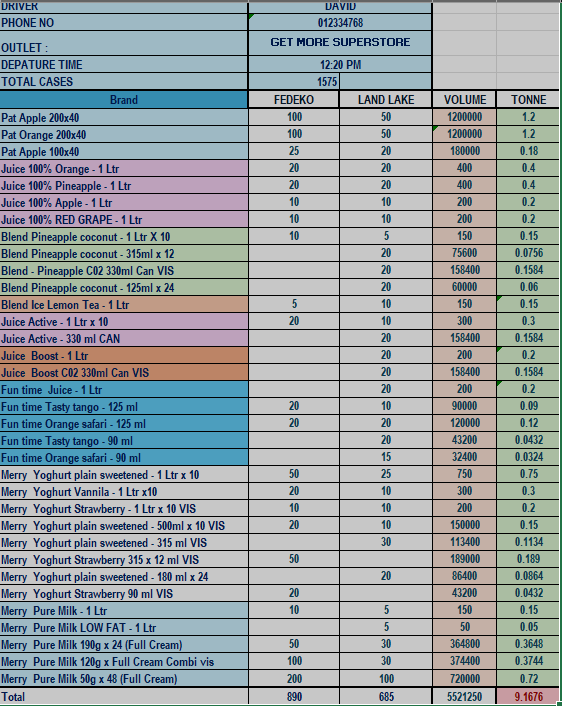 DRIVER DAVID
PHONE NO 012334768
OUTLET : GET MORE SUPERSTORE
DEPATURE TIME 12:20 PM
TOTAL CASES 1575
Brand FEDEKO LAND LAKE VOLUME TONNE
Pat Apple 200x40 100 50 1200000 1.2
Pat Orange 200x40 100 50 1200000 1.2
Pat Apple 100x40 25 20 180000 0.18
Juice 100% Orange - 1 Ltr 20 20 400 0.4
Juice 100% Pineapple - 1 Ltr 20 20 400 0.4
Juice 100% Apple - 1 Ltr 10 10 200 0.2
Juice 100% RED GRAPE - 1 Ltr 10 10 200 0.2
Blend Pineapple coconut - 1 Ltr X 10 10 5 150 0.15
Blend Pineapple coconut - 315ml x 12 20 75600 0.0756
Blend - Pineapple C02 330ml Can VIS 20 158400 0.1584
Blend Pineapple coconut - 125ml x 24 20 60000 0.06
Blend Ice Lemon Tea - 1 Ltr 5 10 150 0.15
Juice Active - 1 Ltr x 10 20 10 300 0.3
Juice Active - 330 ml CAN 20 158400 0.1584
Juice Boost - 1 Ltr 20 200 0.2
Juice Boost C02 330ml Can VIS 20 158400 0.1584
Fun time Juice - 1 Ltr 20 200 0.2
Fun time Tasty tango - 125 ml 20 10 90000 0.09
Fun time Orange safari - 125 ml 20 20 120000 0.12
Fun time Tasty tango - 90 ml 20 43200 0.0432
Fun time Orange safari - 90 ml 15 32400 0.0324
Merry Yoghurt plain sweetened - 1 Ltr x 10 50 25 750 0.75
Merry Yoghurt Vannila - 1 Ltr x10 20 10 300 0.3
Merry Yoghurt Strawberry - 1 Ltr x 10 VIS 10 10 200 0.2
Merry Yoghurt plain sweetened - 500ml x 10 VIS 20 10 150000 0.15
Merry Yoghurt plain sweetened - 315 ml VIS 30 113400 0.1134
Merry Yoghurt Strawberry 315 x 12 ml VIS 50 189000 0.189
Merry Yoghurt plain sweetened - 180 ml x 24 20 86400 0.0864
Merry Yoghurt Strawberry 90 ml VIS 20 43200 0.0432
Merry Pure Milk - 1 Ltr 10 5 150 0.15
Merry Pure Milk LOW FAT - 1 Ltr 5 50 0.05
Merry Pure Milk 190g x 24 (Full Cream) 50 30 364800 0.3648
Merry Pure Milk 120g x Full Cream Combi vis 100 30 374400 0.3744
Merry Pure Milk 50g x 48 (Full Cream) 200 100 720000 0.72
Total 890 685 5521250 9.1676